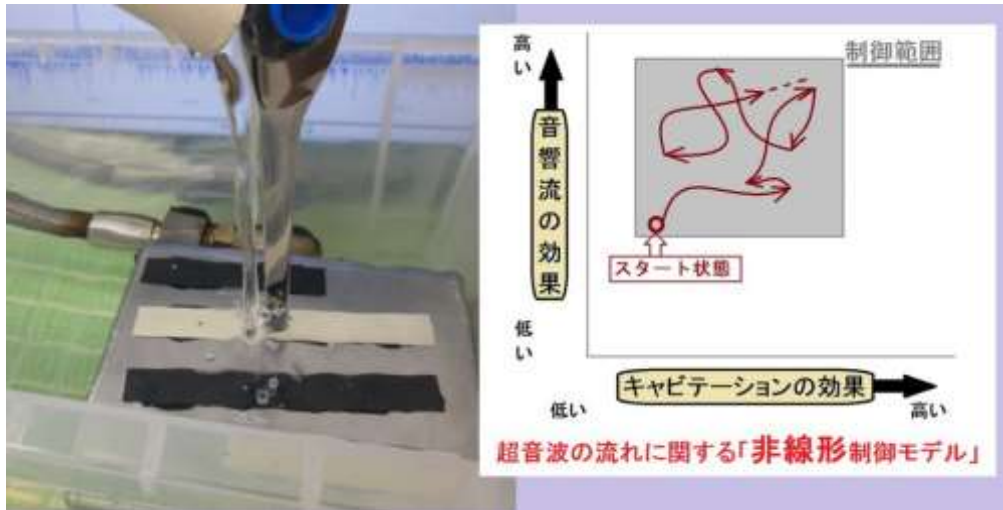 高い
制御範囲
音響流の効果
スタート状態
低い
キャビテーションの効果
低い
高い
超音波の流れに関する「非線形制御モデル」